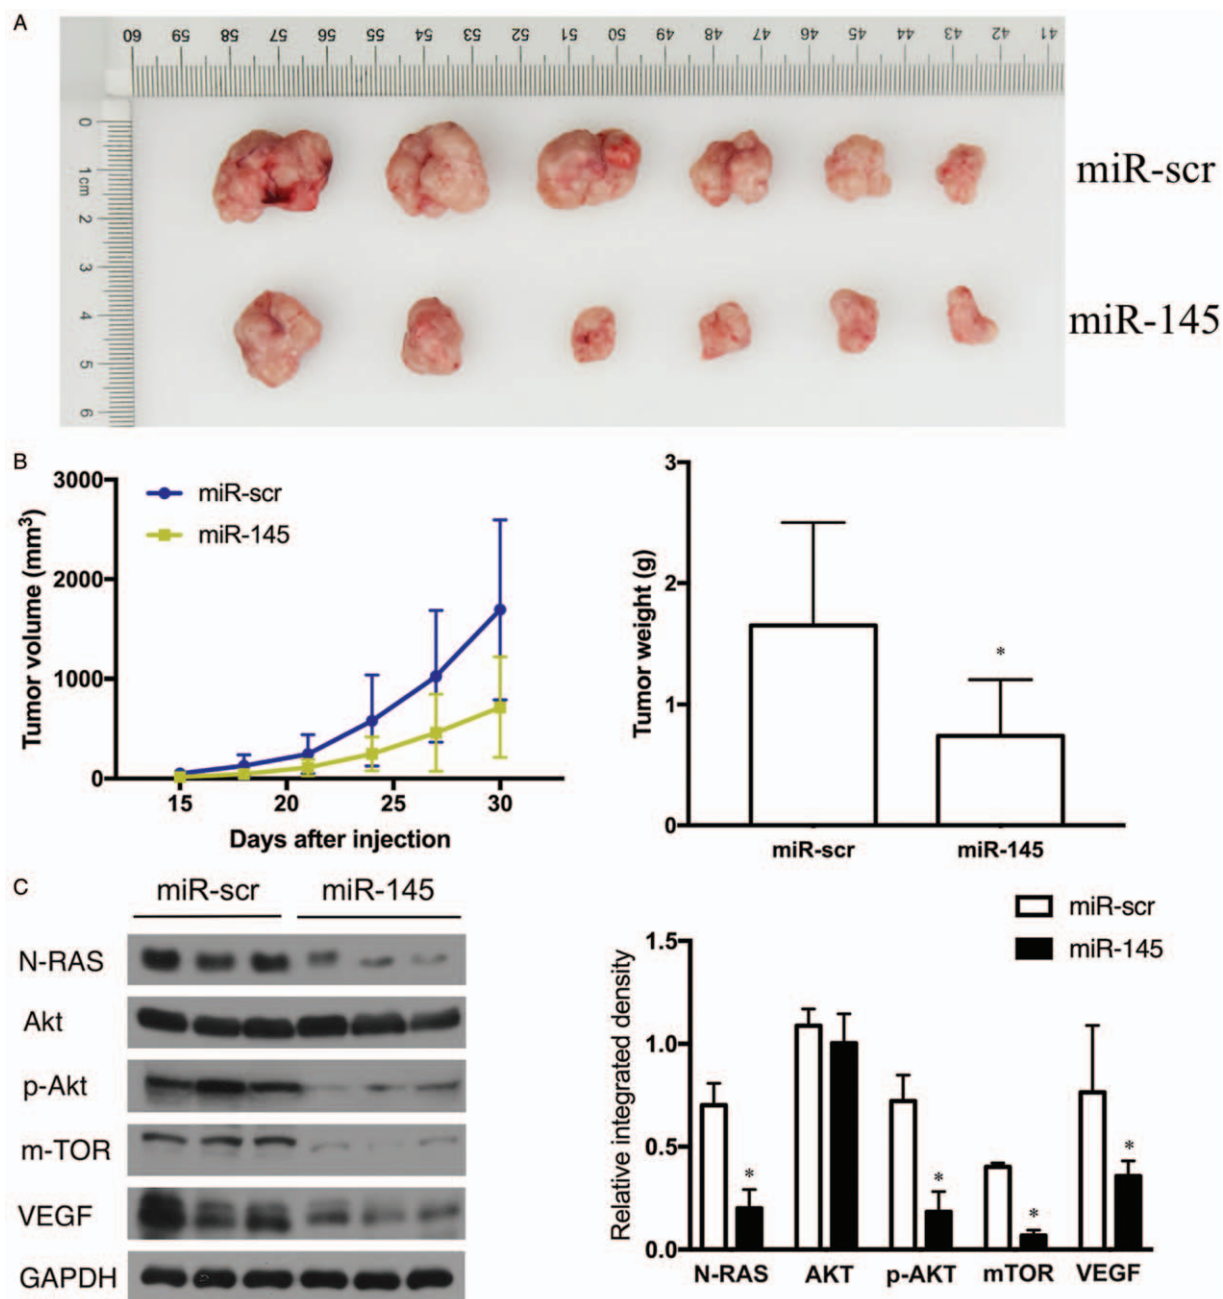 A
60 59 58 57 56 55 54 53 52 51 50 49 48 47 46 45 44 43 42 41
0
1 cm
2
3
4
5
6
miR-scr
miR-145
B
3000
2000
1000
0
Tumor volume (mm³)
miR-scr
miR-145
15 20 25 30
Days after injection
3
2
1
0
Tumor weight (g)
*
miR-scr miR-145
C
miR-scr miR-145
N-RAS
Akt
p-Akt
m-TOR
VEGF
GAPDH
miR-scr
miR-145
1.5
1.0
0.5
0.0
Relative integrated density
* * * *
N-RAS AKT p-AKT mTOR VEGF